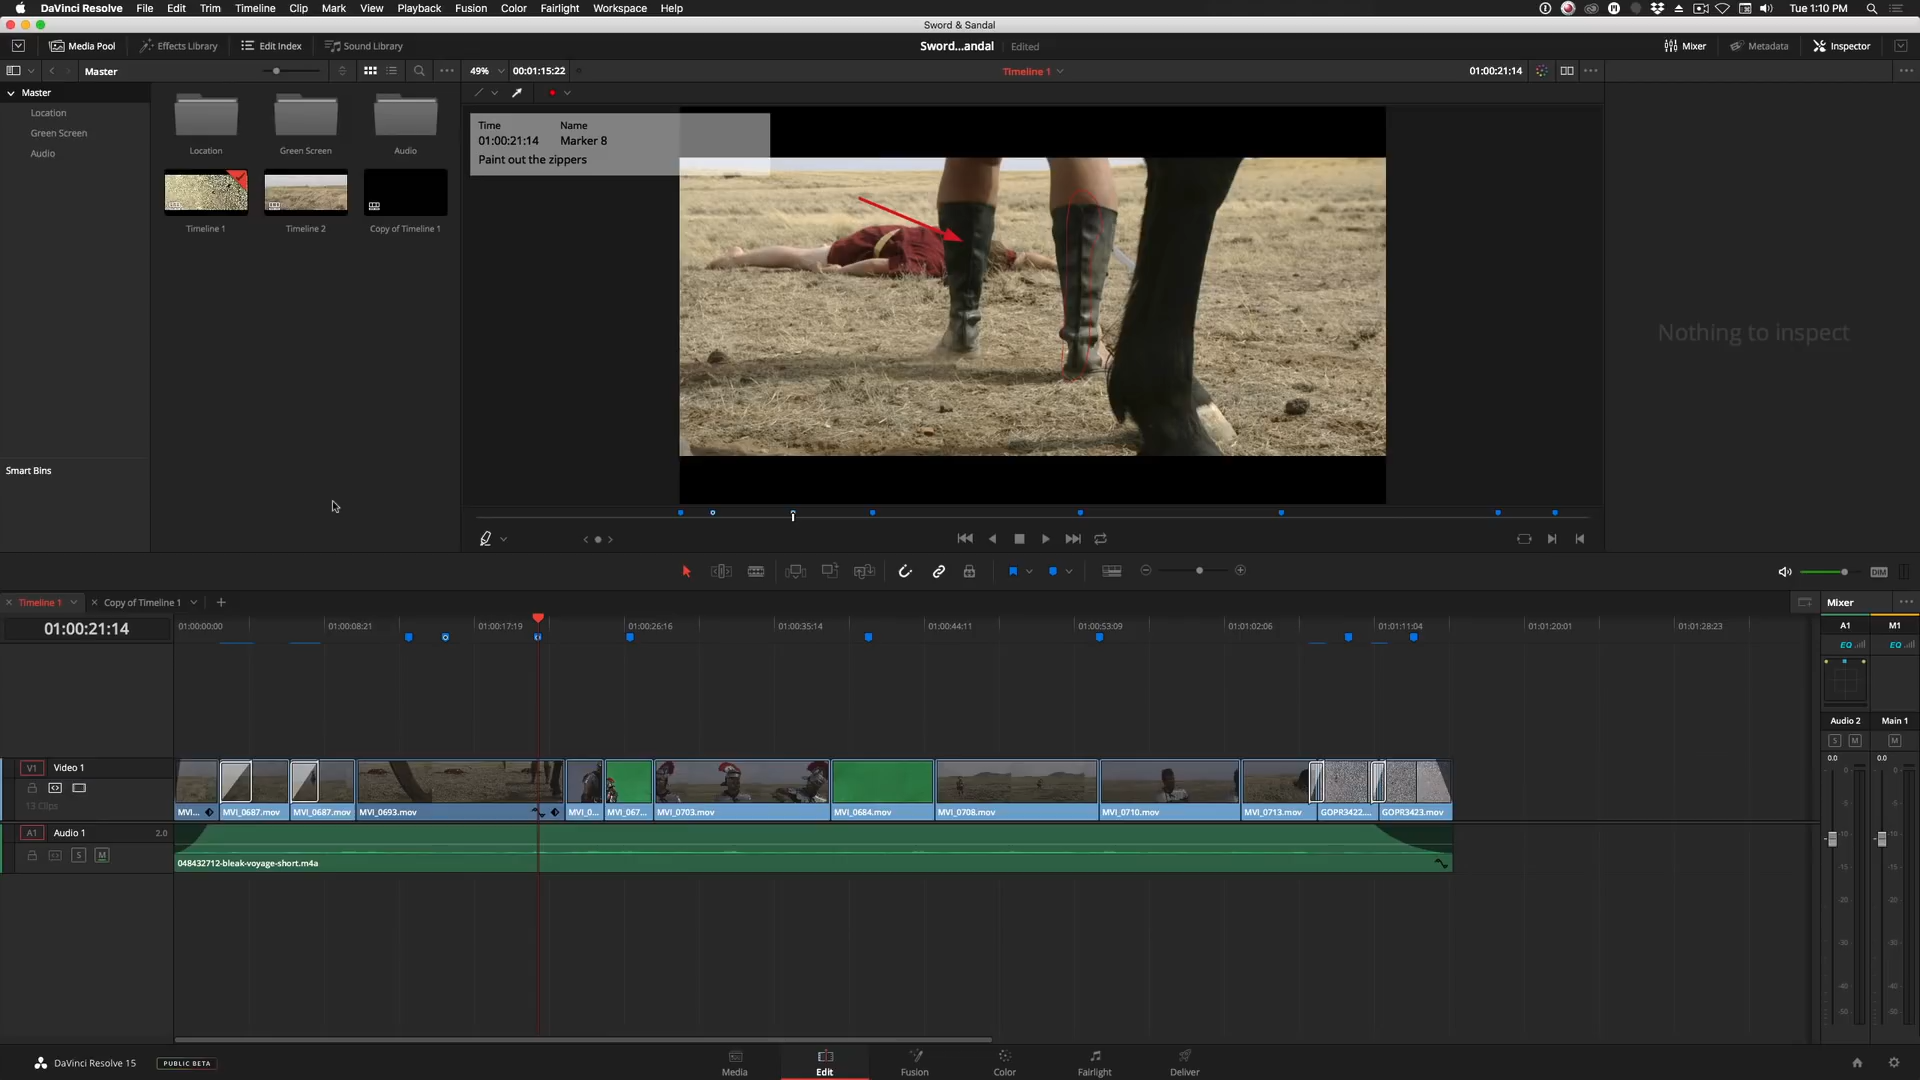 DaVinci Resolve File Edit Trim Timeline Clip Mark View Playback Fusion Color Fairlight Workspace Help
Tue 1:10 PM
Sword & Sandal
Media Pool Effects Library Edit Index Sound Library
Sword...andal Edited
Mixer Metadata Inspector
Master
49% 00:01:15:22
Timeline 1
01:00:21:14
Master
Location
Green Screen
Audio
Location Green Screen Audio
Timeline 1 Timeline 2 Copy of Timeline 1
Time Name
01:00:21:14 Marker 8
Paint out the zippers
Nothing to inspect
Smart Bins
DIM
Timeline 1 Copy of Timeline 1
Mixer
01:00:21:14
01:00:00:00 01:00:08:21 01:00:17:19 01:00:26:16 01:00:35:14 01:00:44:11 01:00:53:09 01:01:02:06 01:01:11:04 01:01:20:01 01:01:28:23
A1 M1
EQ EQ
Audio 2 Main 1
S M M
0.0 0.0
V1 Video 1
13 Clips
MVI... MVI_0687.mov MVI_0687.mov MVI_0693.mov MVI_0... MVI_067... MVI_0703.mov MVI_0684.mov MVI_0708.mov MVI_0710.mov MVI_0713.mov GOPR3422.... GOPR3423.mov
A1 Audio 1 2.0
S M
048432712-bleak-voyage-short.m4a
0
-5
-10
-15
-20
-30
-40
-50
DaVinci Resolve 15 PUBLIC BETA
Media Edit Fusion Color Fairlight Deliver